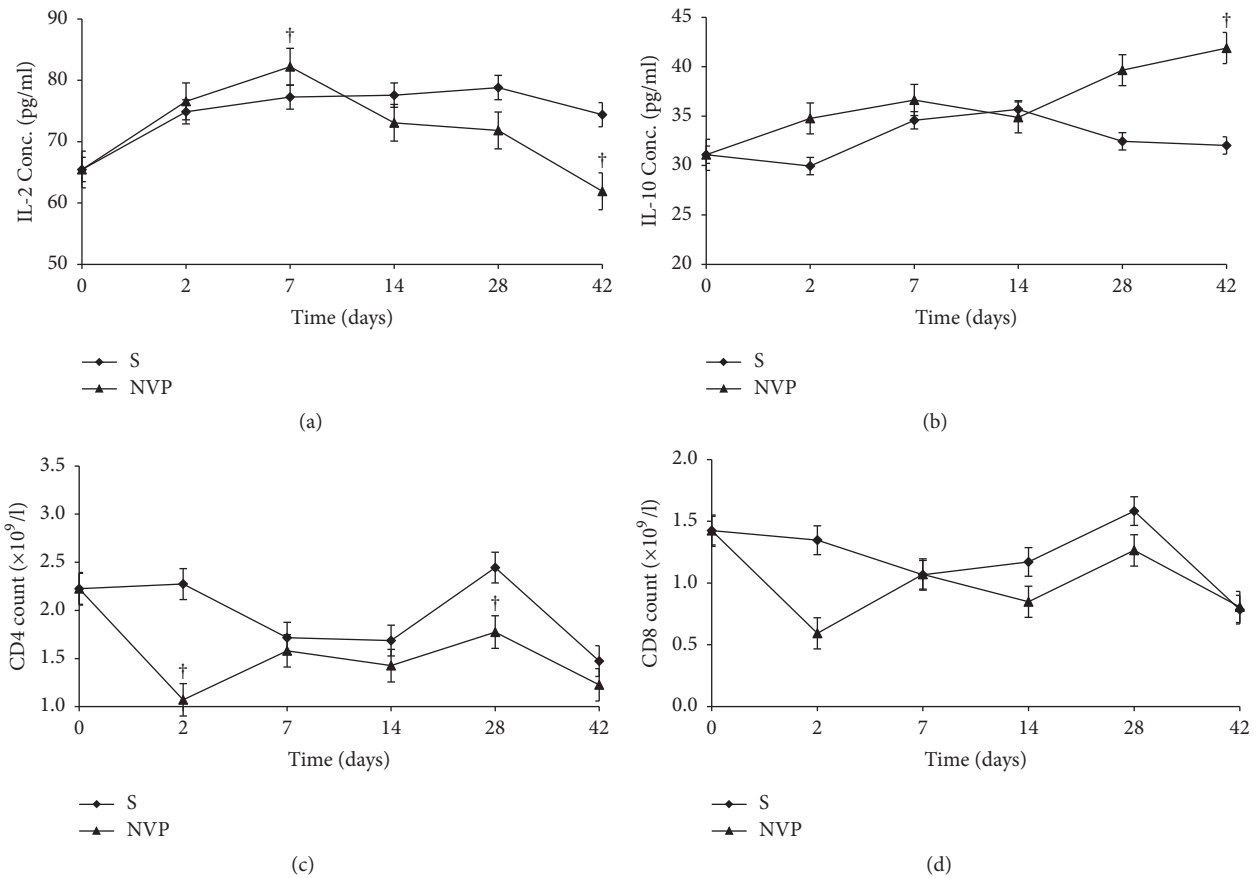 IL-2 Conc. (pg/ml)
90
80
70
60
50
†
†
0 2 7 14 28 42
Time (days)
S
NVP
(a)
IL-10 Conc. (pg/ml)
45
40
35
30
25
20
†
0 2 7 14 28 42
Time (days)
S
NVP
(b)
CD4 count (×10⁹/l)
3.5
3.0
2.5
2.0
1.5
1.0
†
†
0 2 7 14 28 42
Time (days)
S
NVP
(c)
CD8 count (×10⁹/l)
2.0
1.5
1.0
0.5
0.0
0 2 7 14 28 42
Time (days)
S
NVP
(d)